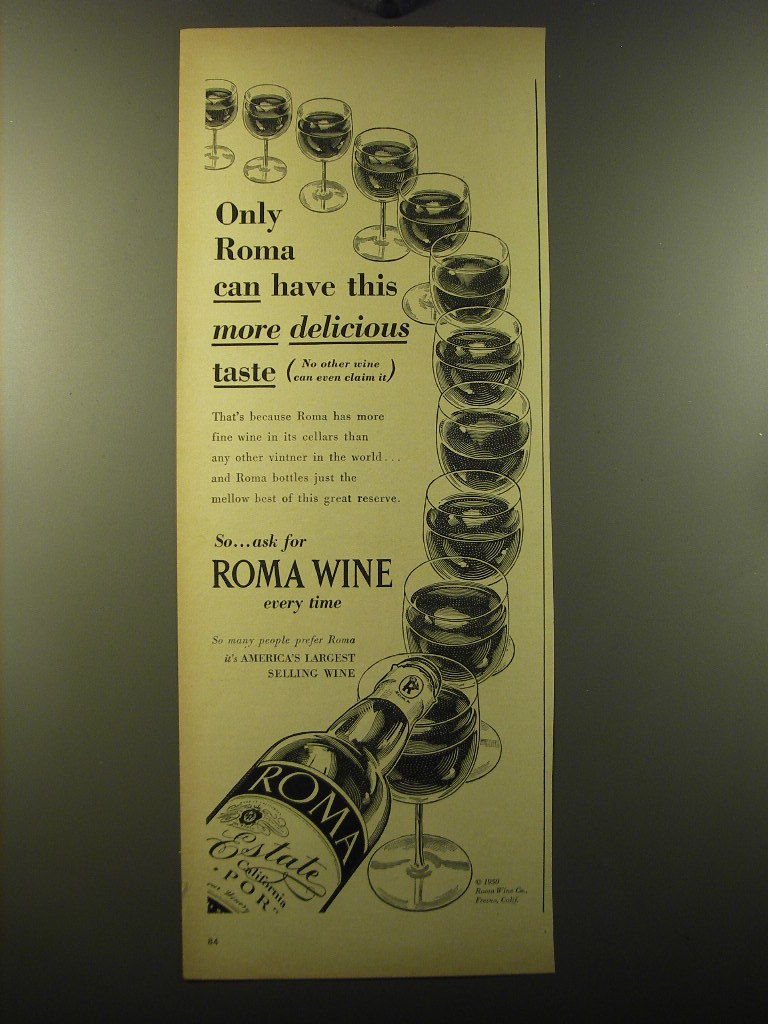 Only
Roma
can have this
more delicious
taste (No other wine
can even claim it)
That's because Roma has more
fine wine in its cellars than
any other vintner in the world...
and Roma bottles just the
mellow best of this great reserve.
So...ask for
ROMA WINE
every time
So many people prefer Roma
it's AMERICA'S LARGEST
SELLING WINE
R
ROMA
ROMA
Estate
California
POR
© 1950
Roma Wine Co.,
Fresno, Calif.
84